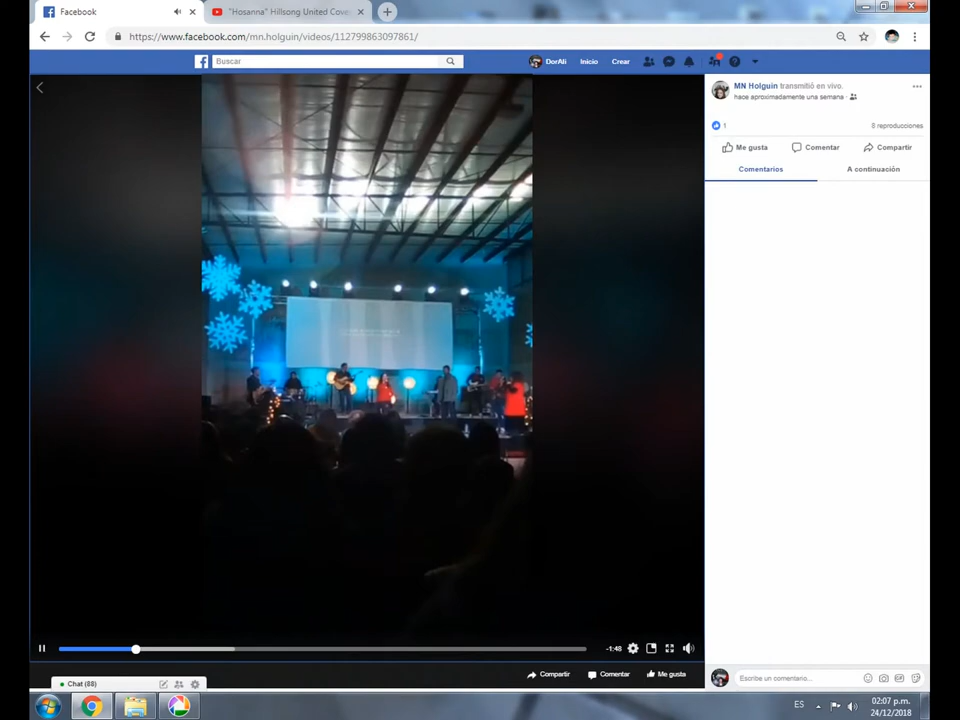 Facebook
"Hosanna" Hillsong United Cove
https://www.facebook.com/mn.holguin/videos/112799863097861/
Buscar
DorAli
Inicio
Crear
MN Holguin transmitió en vivo.
hace aproximadamente una semana
1
8 reproducciones
Me gusta
Comentar
Compartir
Comentarios
A continuación
-1:48
Compartir
Comentar
Me gusta
Chat (88)
Escribe un comentario...
ES
02:07 p.m.
24/12/2018